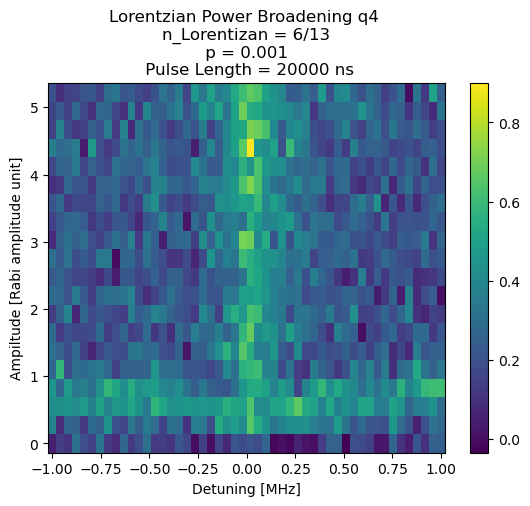 Lorentzian Power Broadening q4
n_Lorentizan = 6/13
p = 0.001
Pulse Length = 20000 ns
5
4
3
2
1
0
Ampiltude [Rabi amplitude unit]
−1.00 −0.75 −0.50 −0.25 0.00 0.25 0.50 0.75 1.00
Detuning [MHz]
0.8
0.6
0.4
0.2
0.0